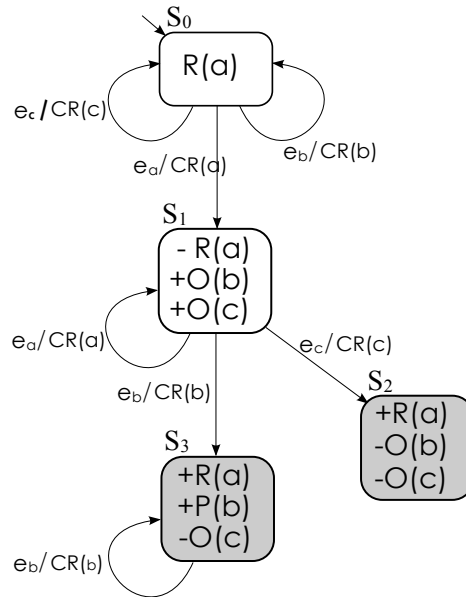 S0
R(a)
ec/CR(c)
eb/CR(b)
ea/CR(a)
S1
- R(a)
+O(b)
+O(c)
ea/CR(a)
ec/CR(c)
eb/CR(b)
S2
+R(a)
-O(b)
-O(c)
S3
+R(a)
+P(b)
-O(c)
eb/CR(b)